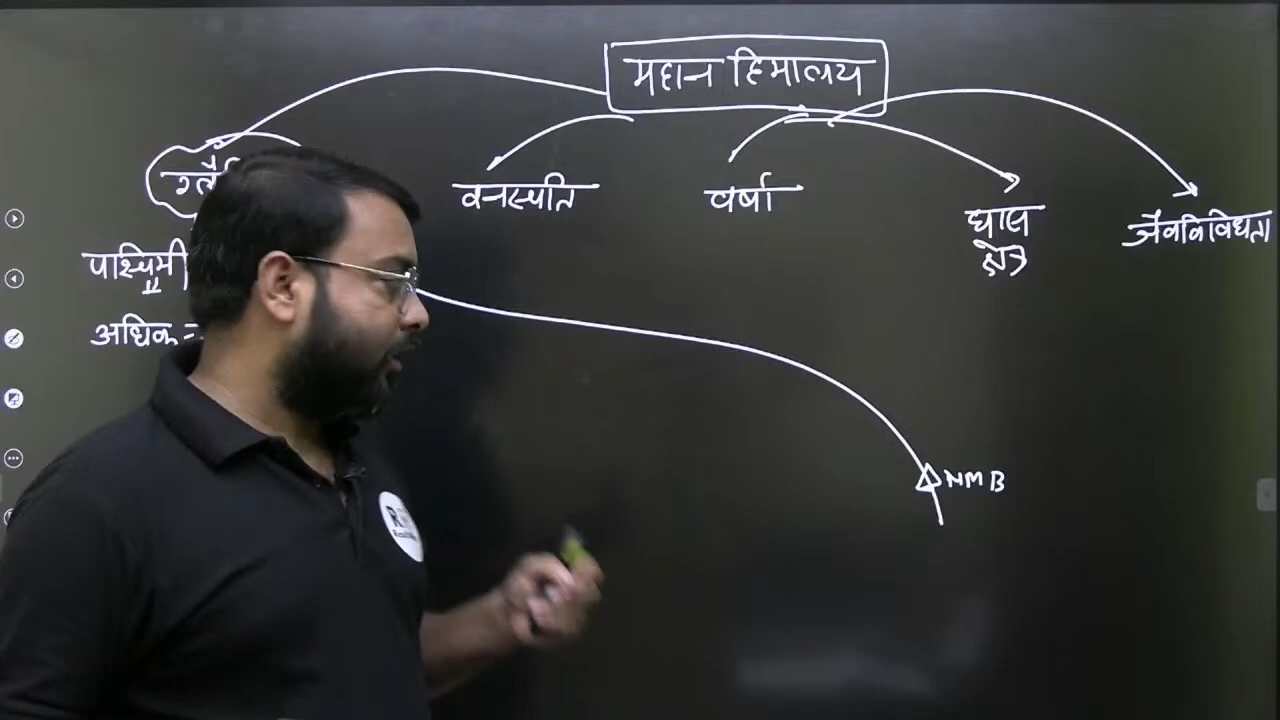 महान हिमालय
वनस्पति
वर्षा
घास
क्षेत्र
जैवविविधता
पश्चिमी
अधिक =
NMB